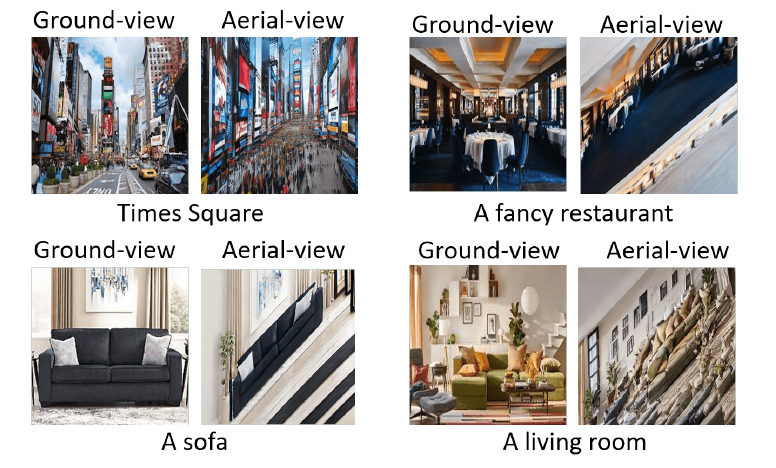 Ground-view Aerial-view Ground-view Aerial-view
Times Square A fancy restaurant
Ground-view Aerial-view Ground-view Aerial-view
A sofa A living room